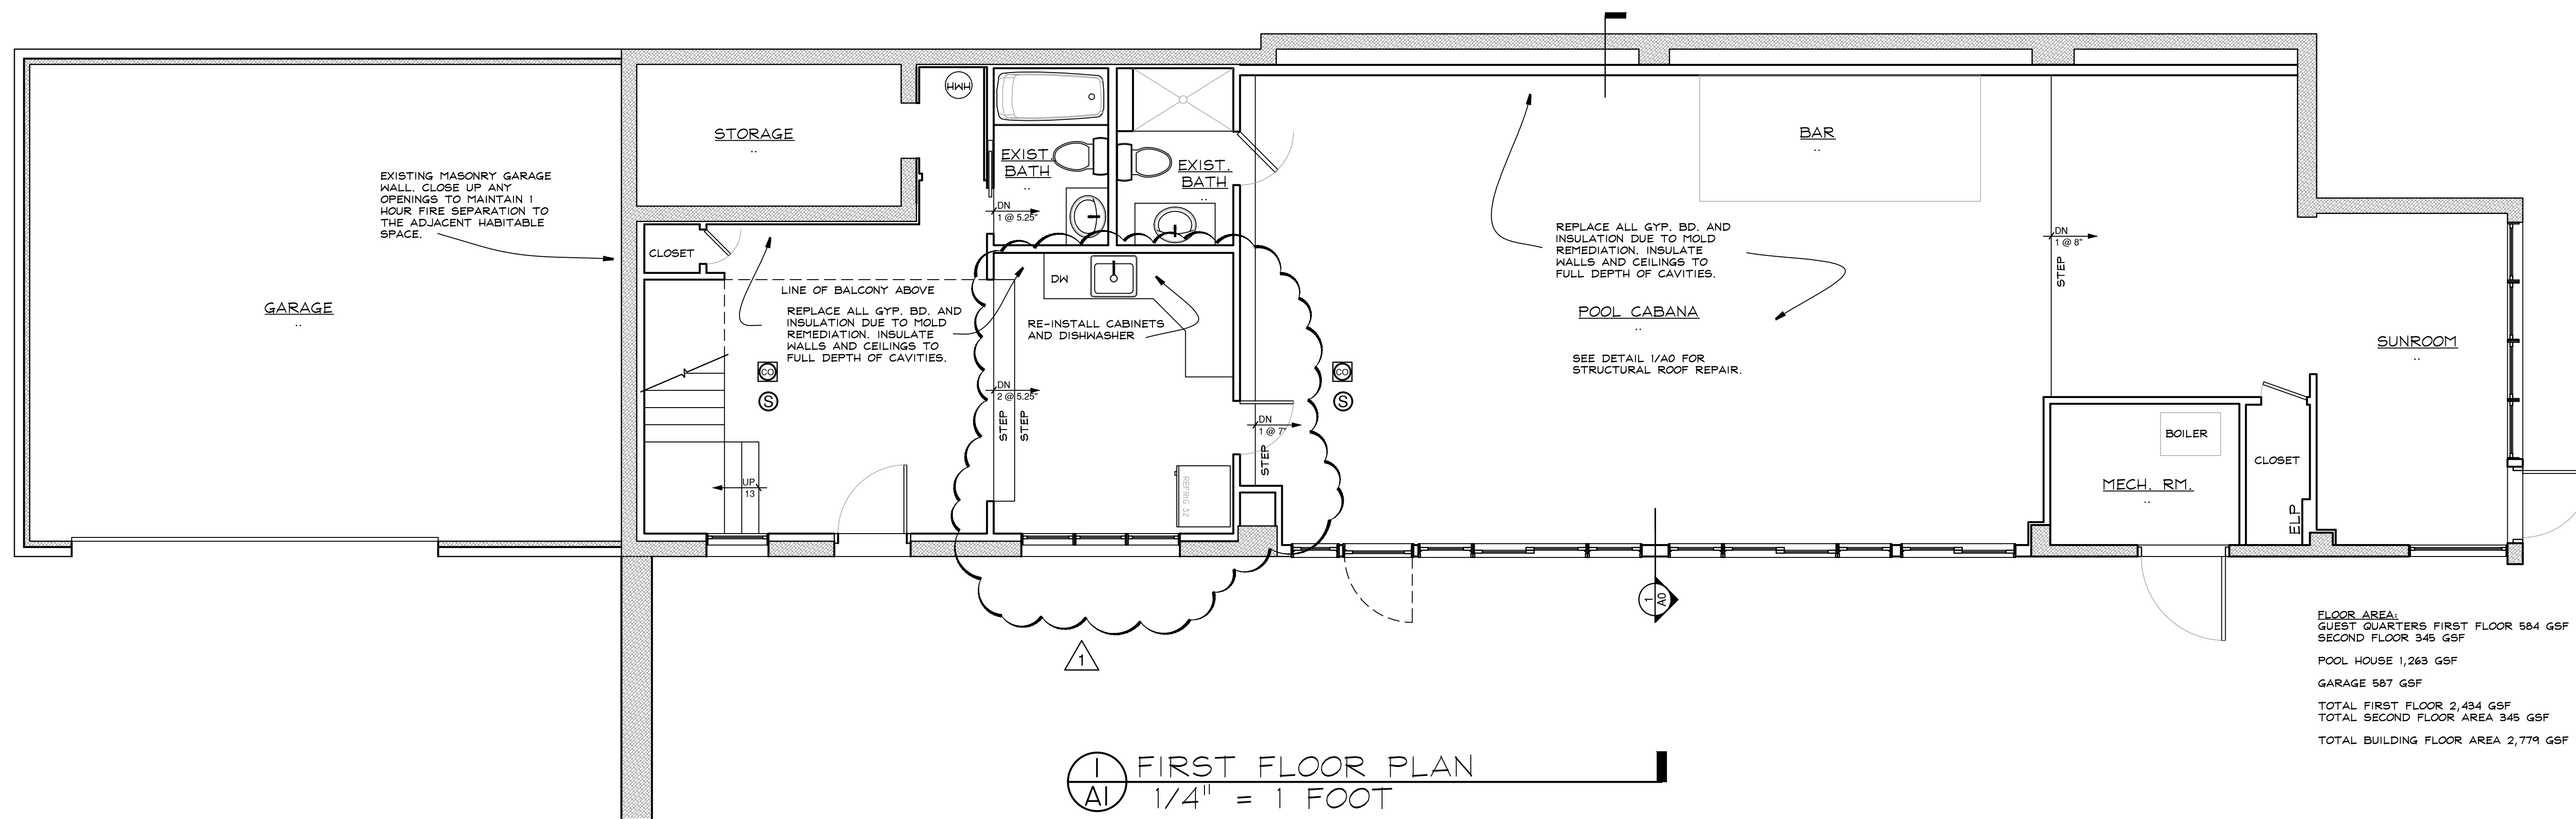 HWH
STORAGE
..
EXIST.
BATH
..
EXIST.
BATH
..
BAR
..
EXISTING MASONRY GARAGE
WALL. CLOSE UP ANY
OPENINGS TO MAINTAIN 1
HOUR FIRE SEPARATION TO
THE ADJACENT HABITABLE
SPACE.
DN
1 @ 5.25"
CLOSET
GARAGE
..
LINE OF BALCONY ABOVE
REPLACE ALL GYP. BD. AND
INSULATION DUE TO MOLD
REMEDIATION. INSULATE
WALLS AND CEILINGS TO
FULL DEPTH OF CAVITIES.
DW
RE-INSTALL CABINETS
AND DISHWASHER
REPLACE ALL GYP. BD. AND
INSULATION DUE TO MOLD
REMEDIATION. INSULATE
WALLS AND CEILINGS TO
FULL DEPTH OF CAVITIES.
POOL CABANA
..
SEE DETAIL 1/A0 FOR
STRUCTURAL ROOF REPAIR.
DN
1 @ 8"
STEP
SUNROOM
..
CO
S
DN
2 @ 5.25"
STEP
STEP
CO
S
DN
1 @ 7"
STEP
UP
13
REFRIG 32
BOILER
MECH. RM.
..
CLOSET
ELP
1
A0
1
FLOOR AREA:
GUEST QUARTERS FIRST FLOOR 584 GSF
SECOND FLOOR 345 GSF
POOL HOUSE 1,263 GSF
GARAGE 587 GSF
TOTAL FIRST FLOOR 2,434 GSF
TOTAL SECOND FLOOR AREA 345 GSF
TOTAL BUILDING FLOOR AREA 2,779 GSF
1
A1
FIRST FLOOR PLAN
1/4" = 1 FOOT